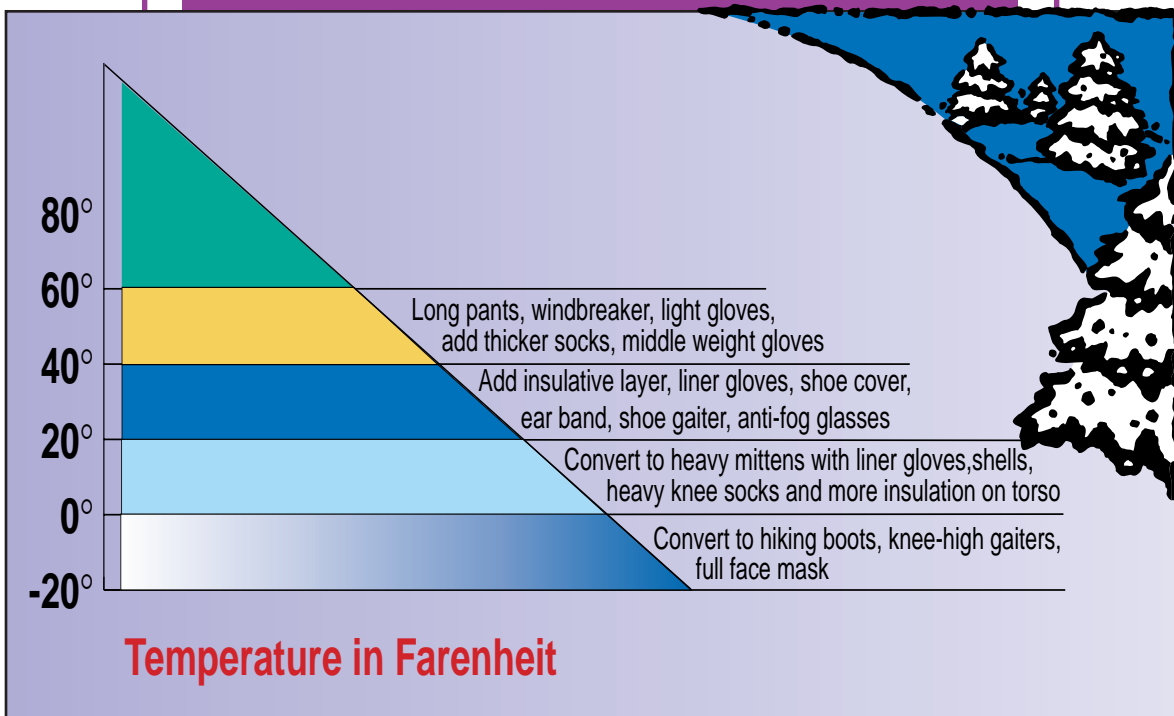 80°
60°
Long pants, windbreaker, light gloves,
add thicker socks, middle weight gloves
40°
Add insulative layer, liner gloves, shoe cover,
ear band, shoe gaiter, anti-fog glasses
20°
Convert to heavy mittens with liner gloves,shells,
heavy knee socks and more insulation on torso
0°
Convert to hiking boots, knee-high gaiters,
full face mask
-20°
Temperature in Farenheit